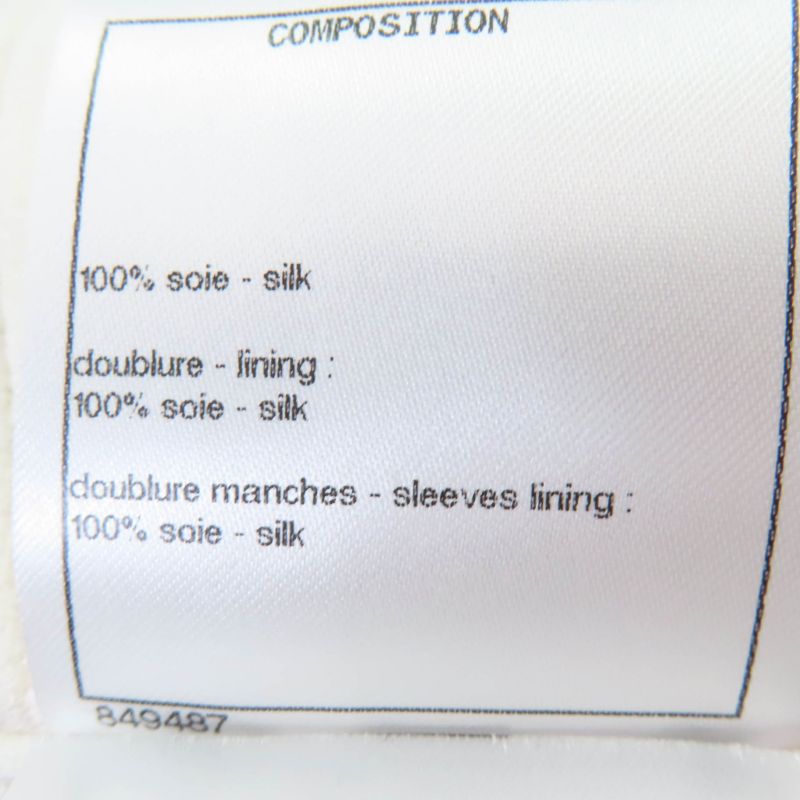 COMPOSITION
100% soie - silk
doublure - lining :
100% soie - silk
doublure manches - sleeves lining :
100% soie - silk
849487